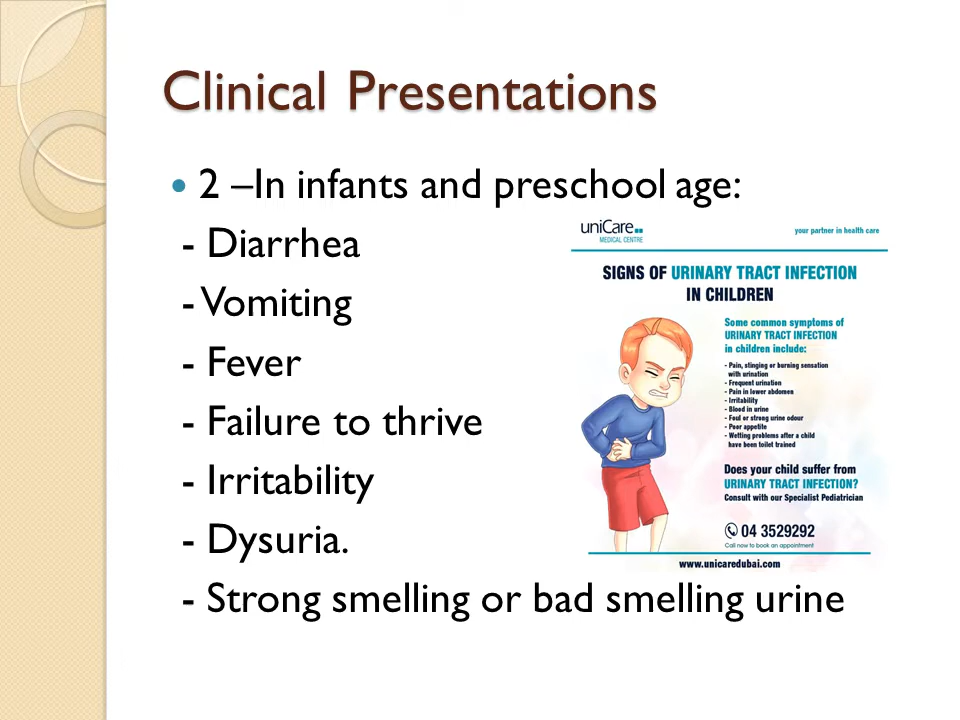 Clinical Presentations
• 2 –In infants and preschool age:
- Diarrhea
- Vomiting
- Fever
- Failure to thrive
- Irritability
- Dysuria.
- Strong smelling or bad smelling urine
uniCare
MEDICAL CENTRE
your partner in health care
SIGNS OF URINARY TRACT INFECTION
IN CHILDREN
Some common symptoms of
URINARY TRACT INFECTION
in children include:
- Pain, stinging or burning sensation
with urination
- Frequent urination
- Pain in lower abdomen
- Irritability
- Blood in urine
- Foul or strong urine odour
- Poor appetite
- Wetting problems after a child
have been toilet trained
Does your child suffer from
URINARY TRACT INFECTION?
Consult with our Specialist Pediatrician
04 3529292
Call now to book an appointment
www.unicaredubai.com